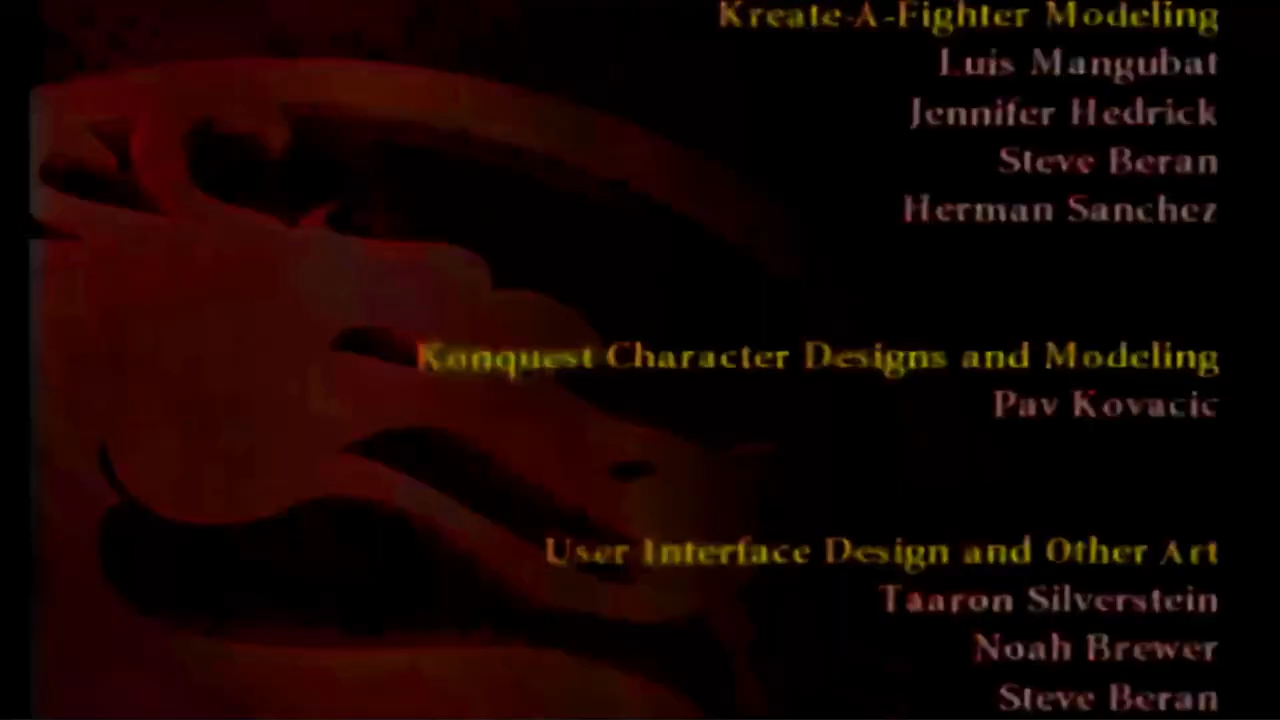 Kreate-A-Fighter Modeling
Luis Mangubat
Jennifer Hedrick
Steve Beran
Herman Sanchez
Konquest Character Designs and Modeling
Pav Kovacic
User Interface Design and Other Art
Taaron Silverstein
Noah Brewer
Steve Beran